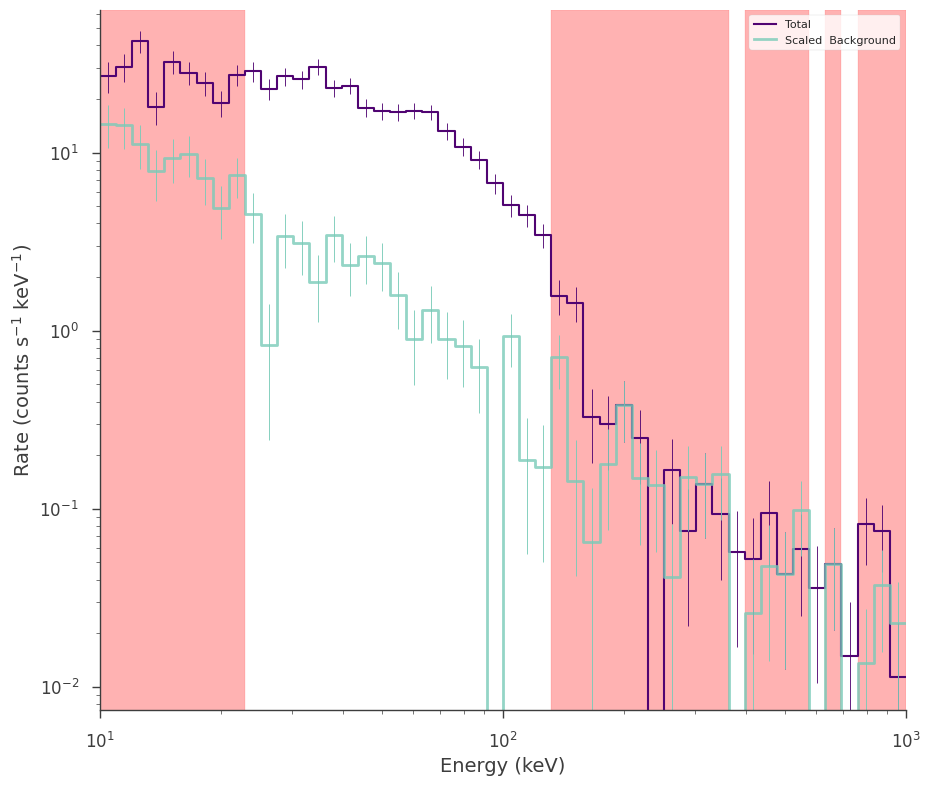 Total
Scaled  Background
Rate (counts s⁻¹ keV⁻¹)
10¹
10⁰
10⁻¹
10⁻²
10¹
10²
10³
Energy (keV)